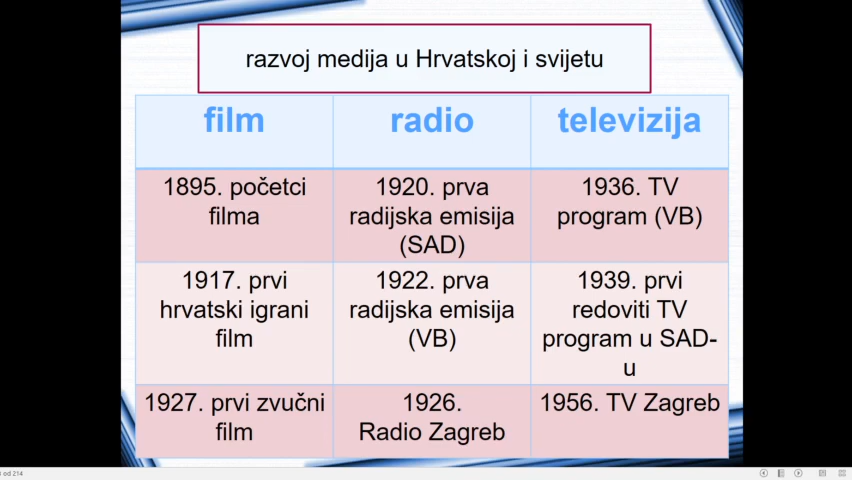 razvoj medija u Hrvatskoj i svijetu
film
radio
televizija
1895. početci
filma
1920. prva
radijska emisija
(SAD)
1936. TV
program (VB)
1917. prvi
hrvatski igrani
film
1922. prva
radijska emisija
(VB)
1939. prvi
redoviti TV
program u SAD-
u
1927. prvi zvučni
film
1926.
Radio Zagreb
1956. TV Zagreb
od 214